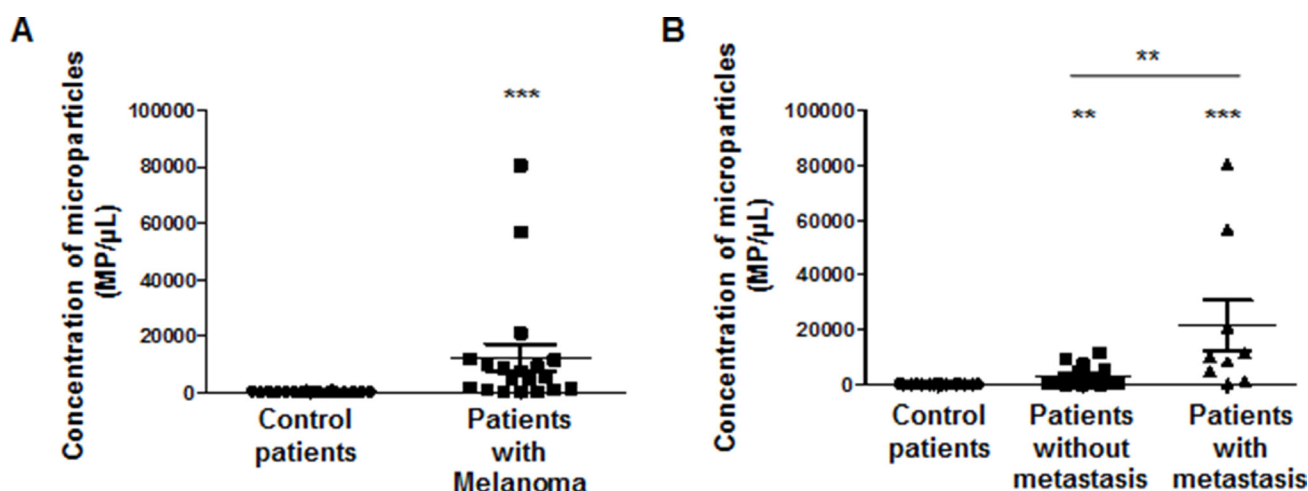 A
Concentration of microparticles
(MP/µL)
100000
80000
60000
40000
20000
0
***
Control
patients
Patients
with
Melanoma
B
Concentration of microparticles
(MP/µL)
100000
80000
60000
40000
20000
0
**
**
***
Control
patients
Patients
without
metastasis
Patients
with
metastasis